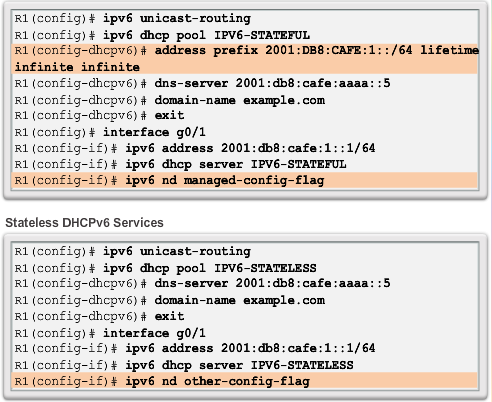 R1(config)# ipv6 unicast-routing
R1(config)# ipv6 dhcp pool IPV6-STATEFUL
R1(config-dhcpv6)# address prefix 2001:DB8:CAFE:1::/64 lifetime
infinite infinite
R1(config-dhcpv6)# dns-server 2001:db8:cafe:aaaa::5
R1(config-dhcpv6)# domain-name example.com
R1(config-dhcpv6)# exit
R1(config)# interface g0/1
R1(config-if)# ipv6 address 2001:db8:cafe:1::1/64
R1(config-if)# ipv6 dhcp server IPV6-STATEFUL
R1(config-if)# ipv6 nd managed-config-flag
Stateless DHCPv6 Services
R1(config)# ipv6 unicast-routing
R1(config)# ipv6 dhcp pool IPV6-STATELESS
R1(config-dhcpv6)# dns-server 2001:db8:cafe:aaaa::5
R1(config-dhcpv6)# domain-name example.com
R1(config-dhcpv6)# exit
R1(config)# interface g0/1
R1(config-if)# ipv6 address 2001:db8:cafe:1::1/64
R1(config-if)# ipv6 dhcp server IPV6-STATELESS
R1(config-if)# ipv6 nd other-config-flag